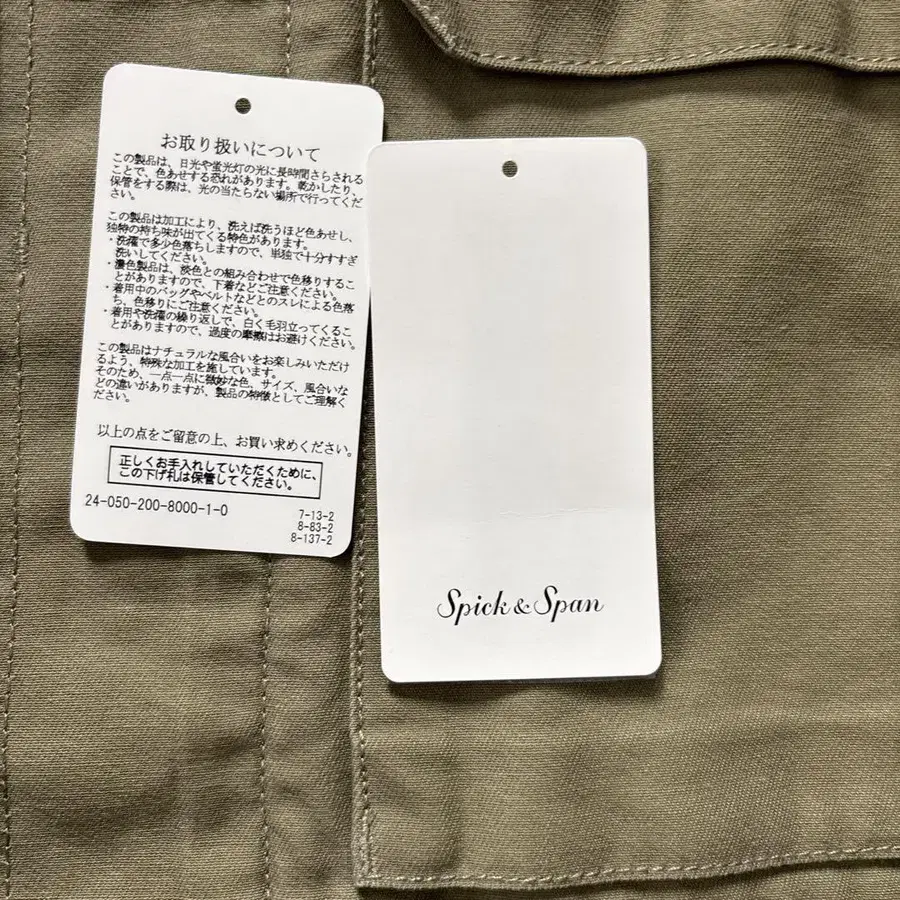 お取り扱いについて
この製品は、日光や蛍光灯の光に長時間さらされる
ことで、色あせする恐れがあります。乾かしたり、
保管をする際は、光の当たらない場所で行ってくだ
さい。
この製品は加工により、洗えば洗うほど色あせし、
独特の持ち味が出てくる特色があります。
・洗濯で多少色落ちしますので、単独で十分すすぎ
洗いしてください。
・濃色製品は、淡色との組み合わせで色移りするこ
とがありますので、下着などご注意ください。
・着用中のバッグやベルトなどとのスレによる色落
ち、色移りにご注意ください。
・着用や洗濯の繰り返しで、白く毛羽立ってくるこ
とがありますので、過度の摩擦はお避けください。
この製品はナチュラルな風合いをお楽しみいただけ
るよう、特殊な加工を施しています。
そのため、一点一点に微妙な色、サイズ、風合いな
どの違いがありますが、製品の特徴としてご理解く
ださい。
以上の点をご留意の上、お買い求めください。
正しくお手入れしていただくために、
この下げ札は保管してください。
24-050-200-8000-1-0
7-13-2
8-83-2
8-137-2
Spick & Span